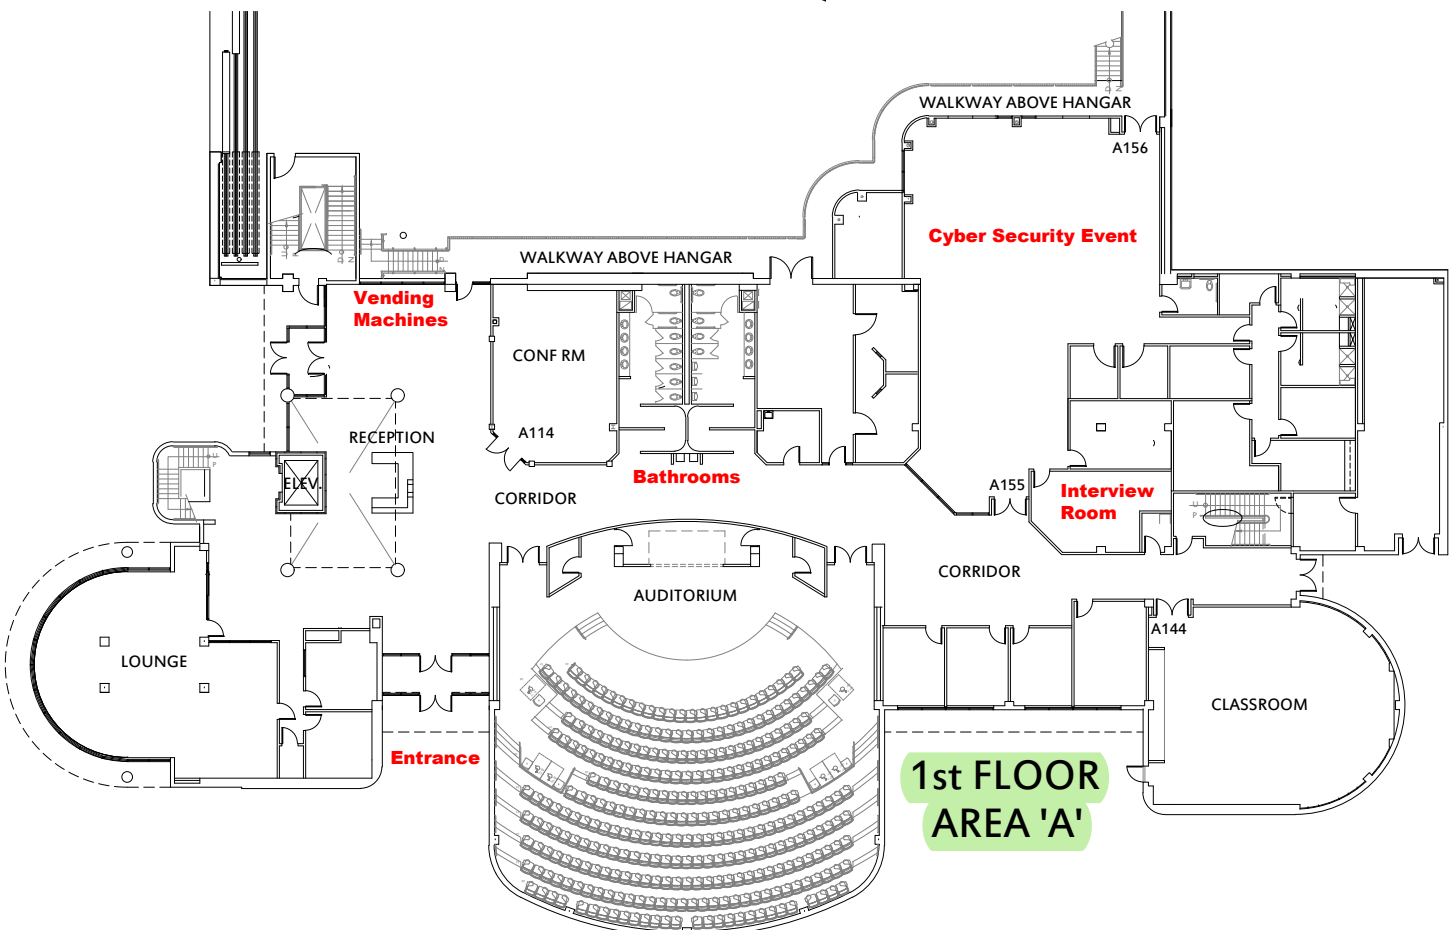 WALKWAY ABOVE HANGAR
A156
Cyber Security Event
WALKWAY ABOVE HANGAR
Vending
Machines
CONF RM
A114
RECEPTION
ELEV.
Bathrooms
CORRIDOR
A155
Interview
Room
CORRIDOR
AUDITORIUM
A144
LOUNGE
CLASSROOM
Entrance
1st FLOOR
AREA 'A'